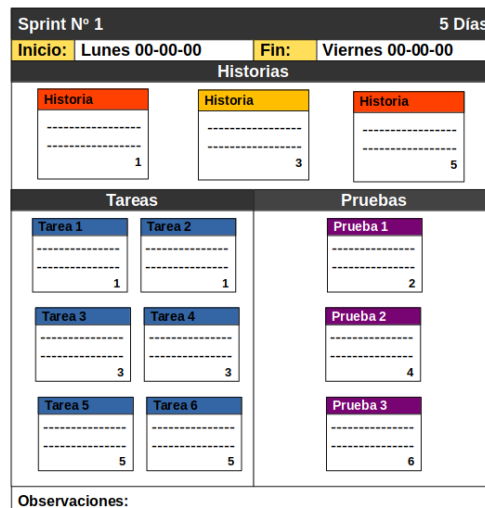 Sprint Nº 1 5 Días
Inicio: Lunes 00-00-00 Fin: Viernes 00-00-00
Historias
Historia Historia Historia
----------------- ----------------- -----------------
----------------- ----------------- -----------------
1 3 5
Tareas Pruebas
Tarea 1 Tarea 2 Prueba 1
--------------- --------------- ---------------
--------------- --------------- ---------------
1 1 2
Tarea 3 Tarea 4 Prueba 2
--------------- --------------- ---------------
--------------- --------------- ---------------
3 3 4
Tarea 5 Tarea 6 Prueba 3
--------------- --------------- ---------------
--------------- --------------- ---------------
5 5 6
Observaciones: